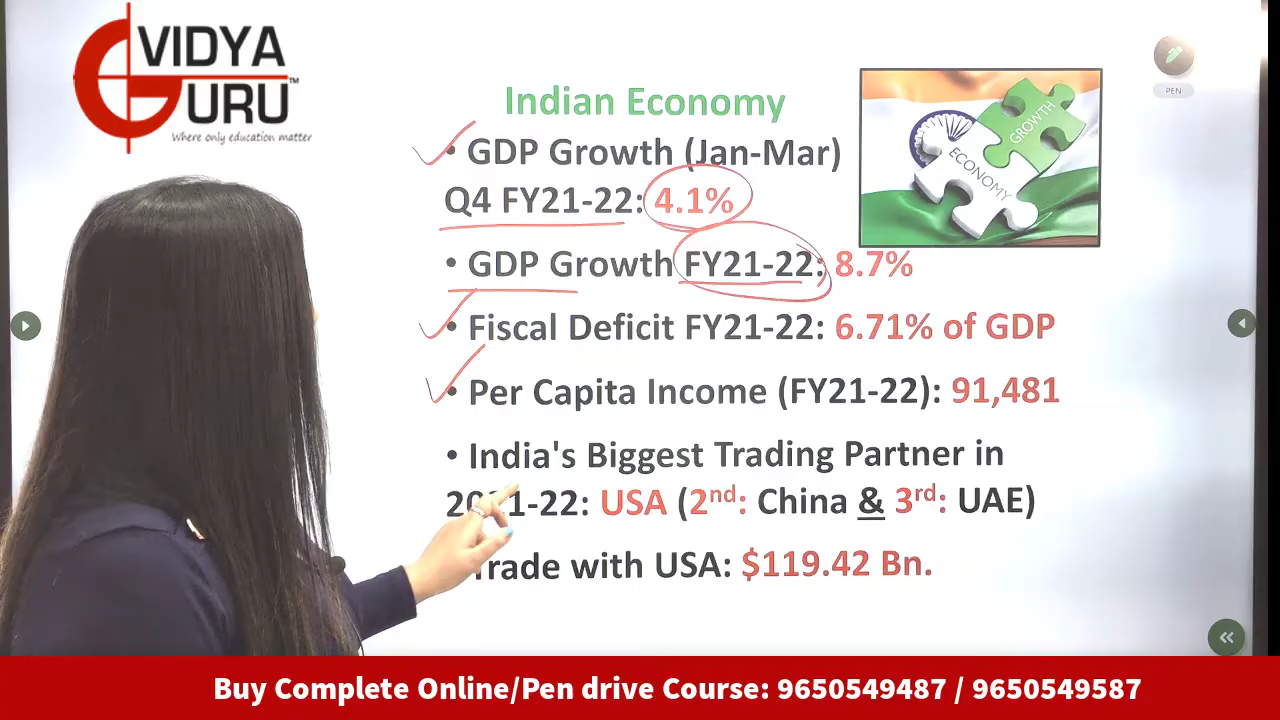 VIDYA
GURU™
Where only education matter
PEN
Indian Economy
GROWTH
ECONOMY
• GDP Growth (Jan-Mar)
Q4 FY21-22: 4.1%
• GDP Growth FY21-22: 8.7%
• Fiscal Deficit FY21-22: 6.71% of GDP
• Per Capita Income (FY21-22): 91,481
• India's Biggest Trading Partner in
2021-22: USA (2nd: China & 3rd: UAE)
Trade with USA: $119.42 Bn.
Buy Complete Online/Pen drive Course: 9650549487 / 9650549587